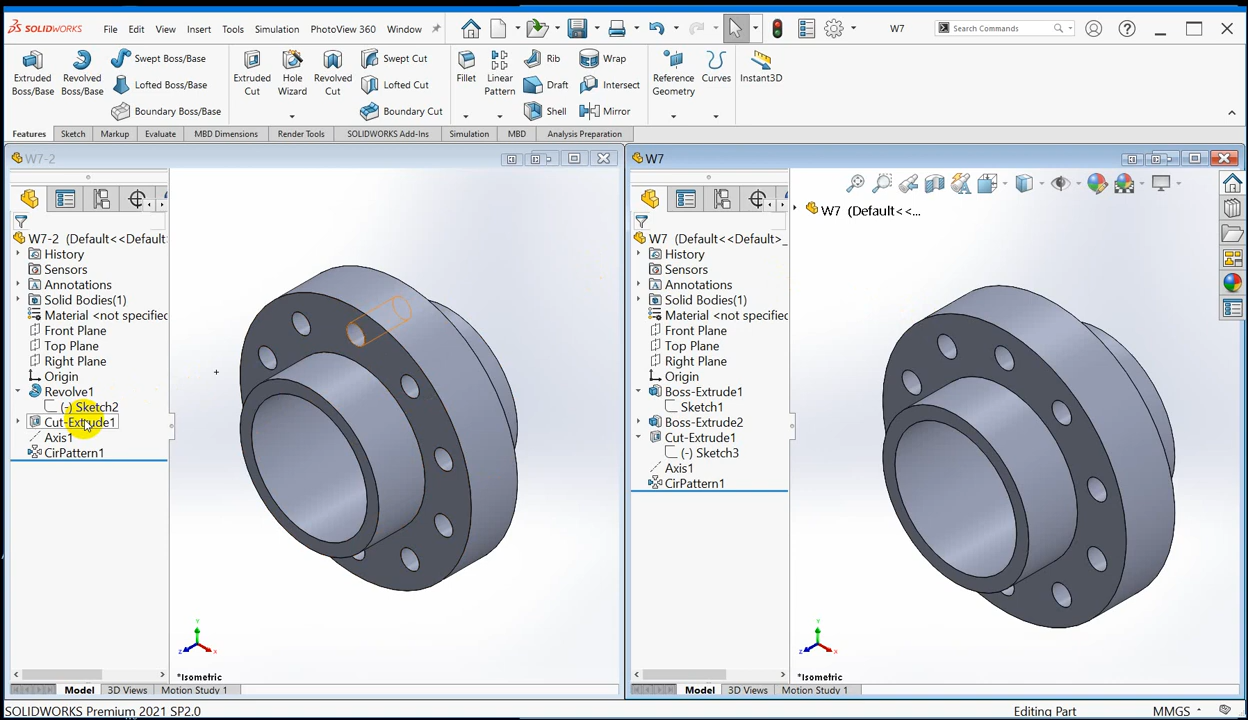 SOLIDWORKS File Edit View Insert Tools Simulation PhotoView 360 Window W7 Search Commands
Extruded Boss/Base
Revolved Boss/Base
Swept Boss/Base
Lofted Boss/Base
Boundary Boss/Base
Extruded Cut
Hole Wizard
Revolved Cut
Swept Cut
Lofted Cut
Boundary Cut
Fillet
Linear Pattern
Rib
Draft
Shell
Wrap
Intersect
Mirror
Reference Geometry
Curves
Instant3D
Features Sketch Markup Evaluate MBD Dimensions Render Tools SOLIDWORKS Add-Ins Simulation MBD Analysis Preparation
W7-2
W7-2 (Default<<Default
History
Sensors
Annotations
Solid Bodies(1)
Material <not specified
Front Plane
Top Plane
Right Plane
Origin
Revolve1
(-) Sketch2
Cut-Extrude1
Axis1
CirPattern1
Y
Z
X
*Isometric
Model 3D Views Motion Study 1
W7
W7 (Default<<...
W7 (Default<<Default>_
History
Sensors
Annotations
Solid Bodies(1)
Material <not specified
Front Plane
Top Plane
Right Plane
Origin
Boss-Extrude1
Sketch1
Boss-Extrude2
Cut-Extrude1
(-) Sketch3
Axis1
CirPattern1
Y
Z
X
*Isometric
Model 3D Views Motion Study 1
SOLIDWORKS Premium 2021 SP2.0 Editing Part MMGS